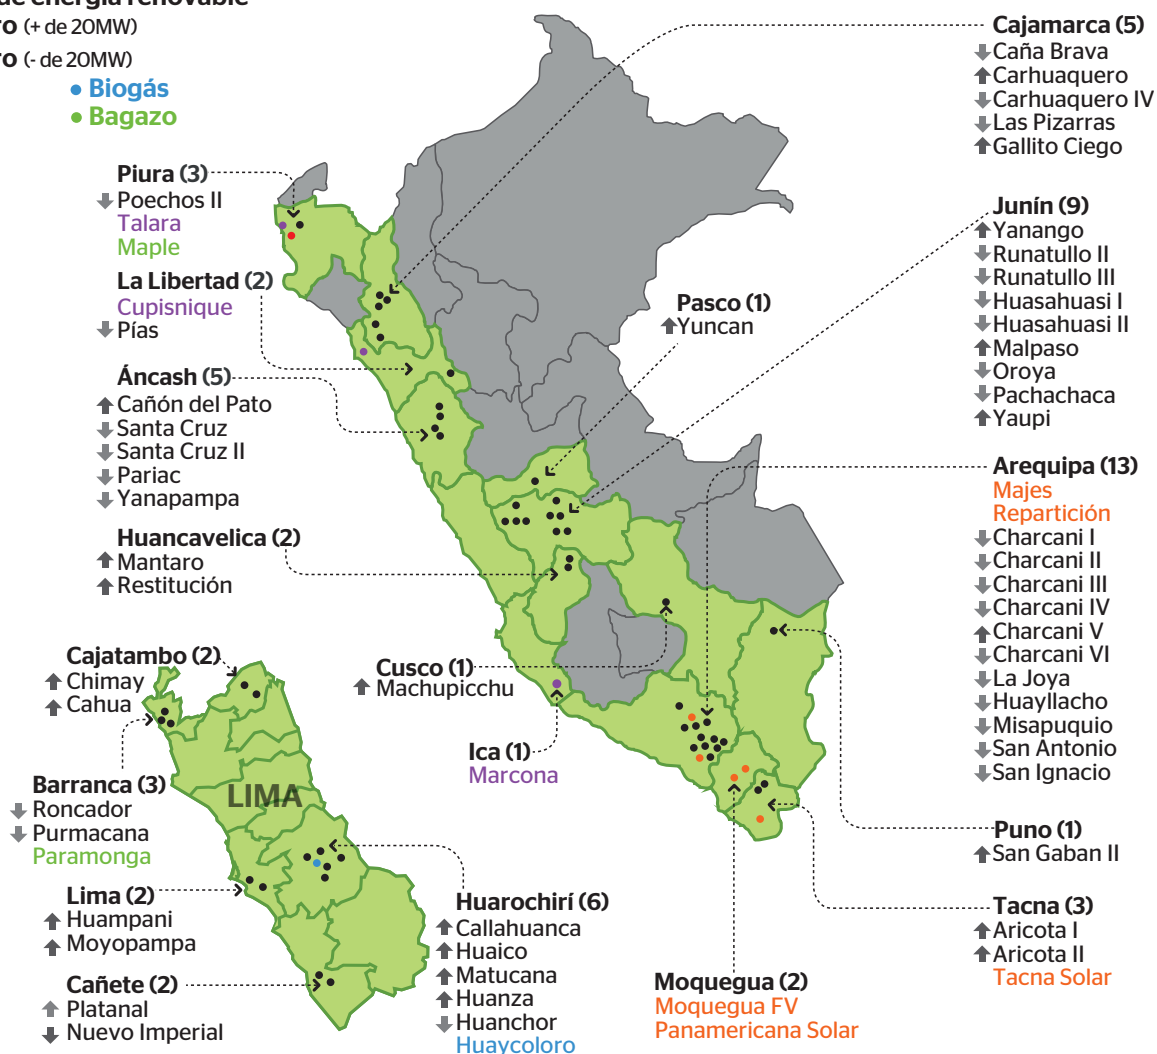 de energía renovable
ro (+ de 20MW)
ro (- de 20MW)
• Biogás
• Bagazo
Piura (3)
Poechos II
Talara
Maple
La Libertad (2)
Cupisnique
Pías
Áncash (5)
Cañón del Pato
Santa Cruz
Santa Cruz II
Pariac
Yanapampa
Huancavelica (2)
Mantaro
Restitución
Cajatambo (2)
Chimay
Cahua
Barranca (3)
Roncador
Purmacana
Paramonga
Lima (2)
Huampani
Moyopampa
Cañete (2)
Platanal
Nuevo Imperial
LIMA
Huarochirí (6)
Callahuanca
Huaico
Matucana
Huanza
Huanchor
Huaycoloro
Cusco (1)
Machupicchu
Ica (1)
Marcona
Pasco (1)
Yuncan
Moquegua (2)
Moquegua FV
Panamericana Solar
Cajamarca (5)
Caña Brava
Carhuaquero
Carhuaquero IV
Las Pizarras
Gallito Ciego
Junín (9)
Yanango
Runatullo II
Runatullo III
Huasahuasi I
Huasahuasi II
Malpaso
Oroya
Pachachaca
Yaupi
Arequipa (13)
Majes
Repartición
Charcani I
Charcani II
Charcani III
Charcani IV
Charcani V
Charcani VI
La Joya
Huayllacho
Misapuquio
San Antonio
San Ignacio
Puno (1)
San Gaban II
Tacna (3)
Aricota I
Aricota II
Tacna Solar